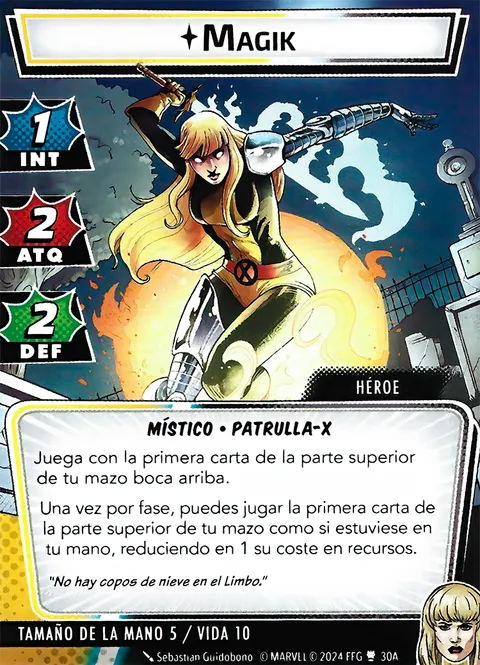 Magik
1
INT
2
ATQ
2
DEF
HÉROE
MÍSTICO • PATRULLA-X
Juega con la primera carta de la parte superior
de tu mazo boca arriba.
Una vez por fase, puedes jugar la primera carta de
la parte superior de tu mazo como si estuviese en
tu mano, reduciendo en 1 su coste en recursos.
"No hay copos de nieve en el Limbo."
TAMAÑO DE LA MANO 5 / VIDA 10
Sebastian Guidobono © MARVEL © 2024 FFG 30A